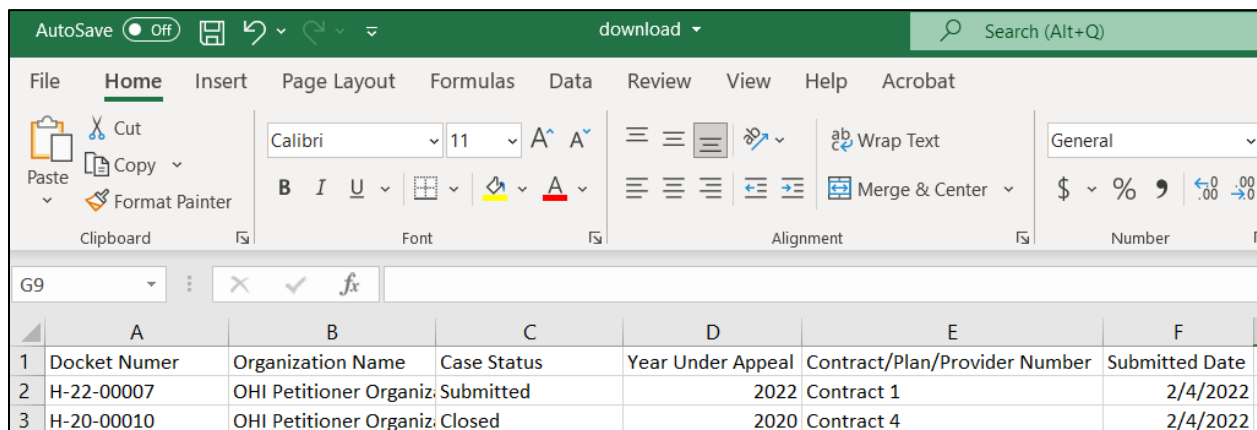 AutoSave Off download Search (Alt+Q)
File Home Insert Page Layout Formulas Data Review View Help Acrobat
Cut
Copy
Paste
Format Painter
Calibri 11 A^ A˅
B I U A
ab Wrap Text
Merge & Center
General
$ % , .00 .00
Clipboard Font Alignment Number
G9 fx
A B C D E F
1 Docket Numer Organization Name Case Status Year Under Appeal Contract/Plan/Provider Number Submitted Date
2 H-22-00007 OHI Petitioner Organiz Submitted 2022 Contract 1 2/4/2022
3 H-20-00010 OHI Petitioner Organiz Closed 2020 Contract 4 2/4/2022